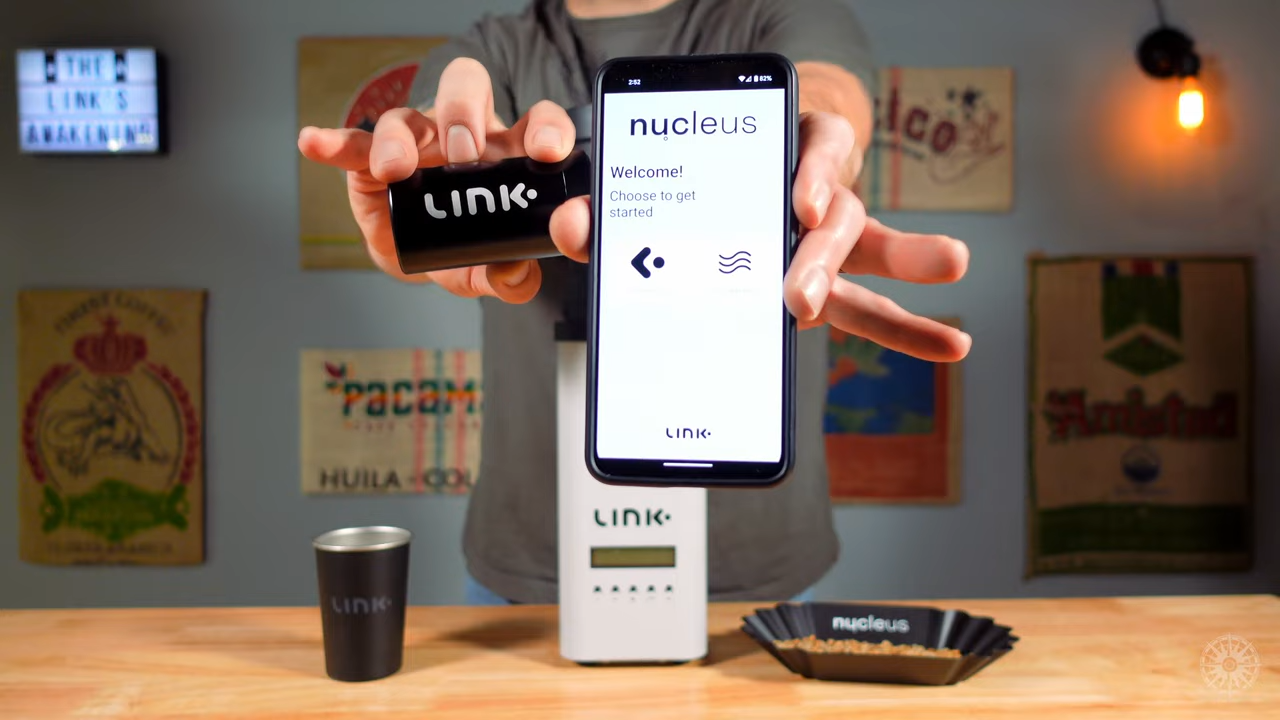 THE
LINK'S
AWAKENING
2:52
82%
nucleus
Welcome!
Choose to get
started
LINK
LINK
LINK
LINK
nucleus
PACAM
HUILA - COL
Amistad